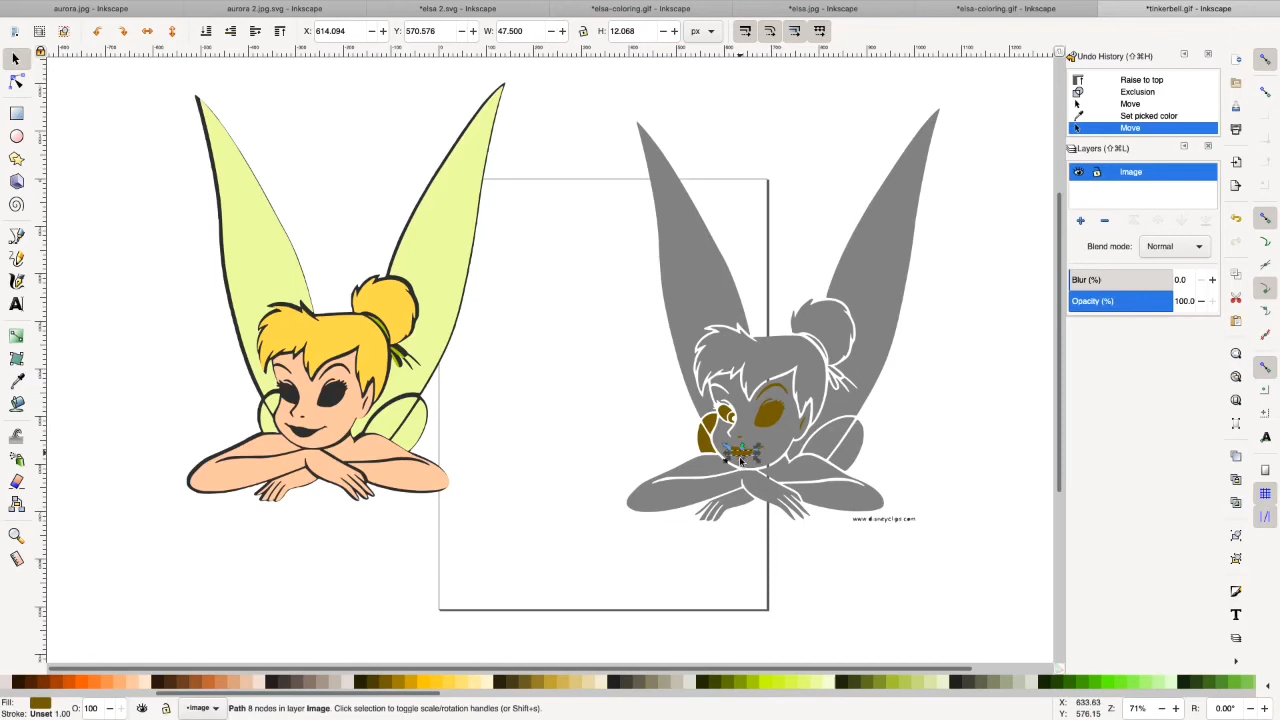 aurora.jpg - Inkscape
aurora 2.jpg.svg - Inkscape
*elsa 2.svg - Inkscape
*elsa-coloring.gif - Inkscape
*elsa.jpg - Inkscape
*elsa-coloring.gif - Inkscape
*tinkerbell.gif - Inkscape
X: 614.094 − + Y: 570.576 − + W: 47.500 − + H: 12.068 − + px
Undo History (⇧⌘H)
Raise to top
Exclusion
Move
Set picked color
Move
Layers (⇧⌘L)
Image
Blend mode: Normal
Blur (%) 0.0 − +
Opacity (%) 100.0 − +
www.disneyclips.com
Fill:
Stroke: Unset 1.00
O: 100 − +
•Image
Path 8 nodes in layer Image. Click selection to toggle scale/rotation handles (or Shift+s).
X: 633.63
Y: 576.15
Z: 71% − +
R: 0.00° − +